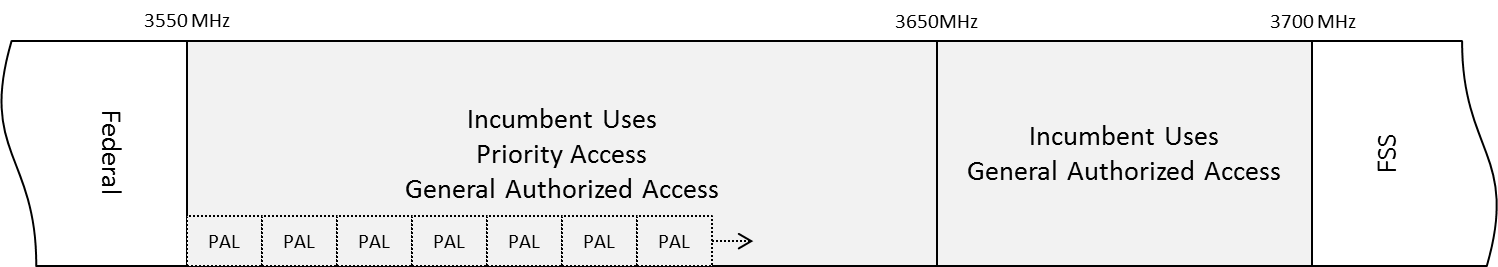 3550 MHz
3650MHz
3700 MHz
Federal
Incumbent Uses
Priority Access
General Authorized Access
PAL
PAL
PAL
PAL
PAL
PAL
PAL
Incumbent Uses
General Authorized Access
FSS